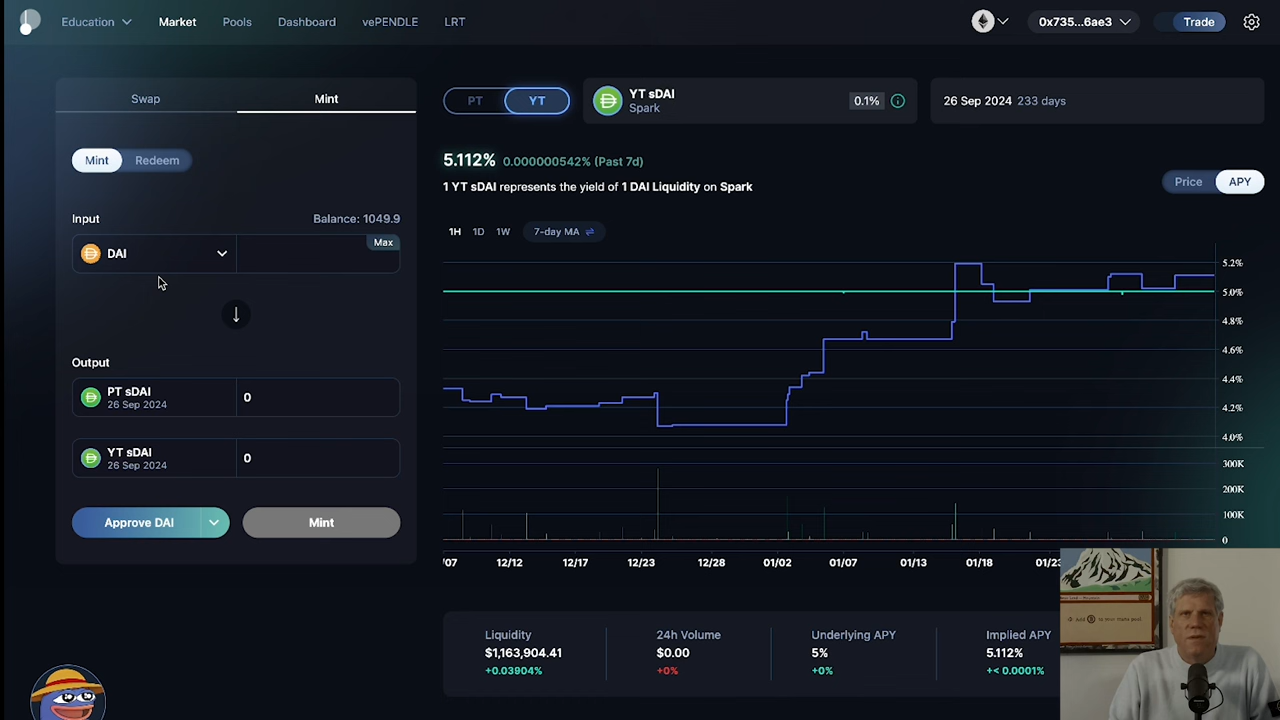 Education
Market
Pools
Dashboard
vePENDLE
LRT
0x735...6ae3
Trade
Swap
Mint
Mint
Redeem
Input
Balance: 1049.9
DAI
Max
Output
PT sDAI
26 Sep 2024
0
YT sDAI
26 Sep 2024
0
Approve DAI
Mint
PT
YT
YT sDAI
Spark
0.1%
26 Sep 2024 233 days
5.112% 0.000000542% (Past 7d)
1 YT sDAI represents the yield of 1 DAI Liquidity on Spark
Price
APY
1H
1D
1W
7-day MA
5.2%
5.0%
4.8%
4.6%
4.4%
4.2%
4.0%
300K
200K
100K
0
/07
12/12
12/17
12/23
12/28
01/02
01/07
01/13
01/18
01/23
Liquidity
$1,163,904.41
+0.03904%
24h Volume
$0.00
+0%
Underlying APY
5%
+0%
Implied APY
5.112%
+< 0.0001%